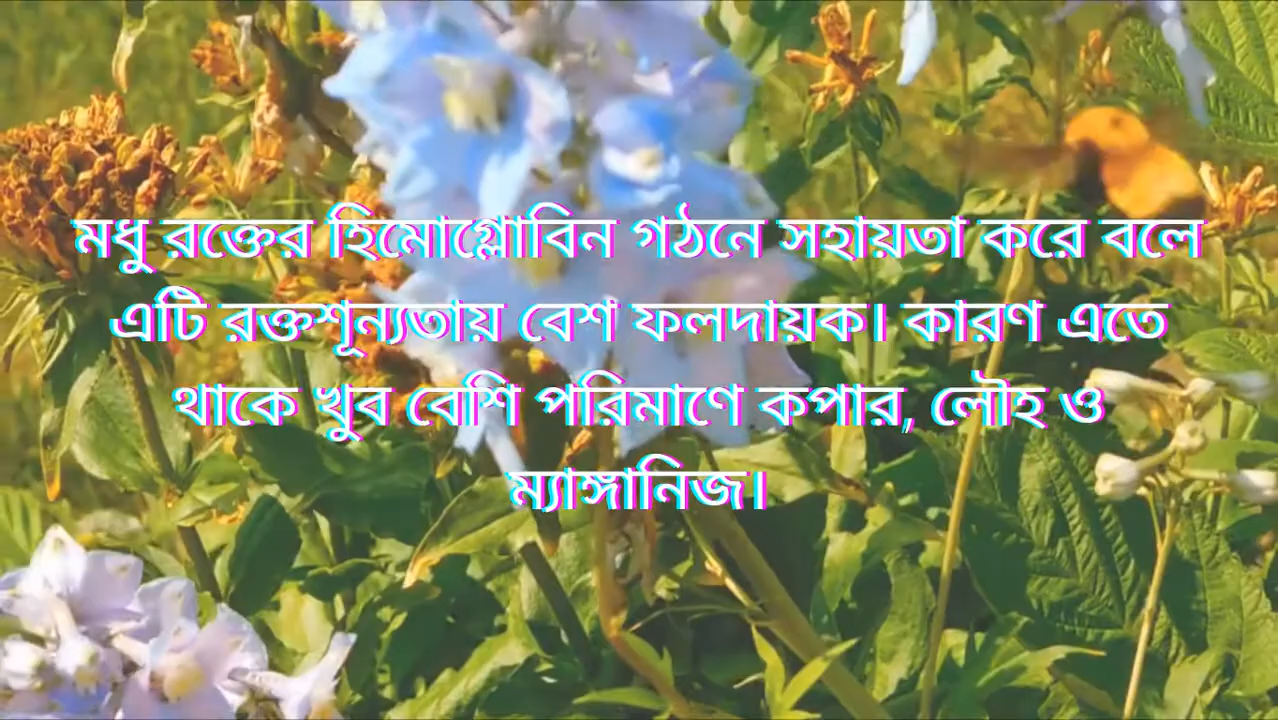 মধু রক্তের হিমোগ্লোবিন গঠনে সহায়তা করে বলে
এটি রক্তশূন্যতায় বেশ ফলদায়ক। কারণ এতে
থাকে খুব বেশি পরিমাণে কপার, লৌহ ও
ম্যাঙ্গানিজ।